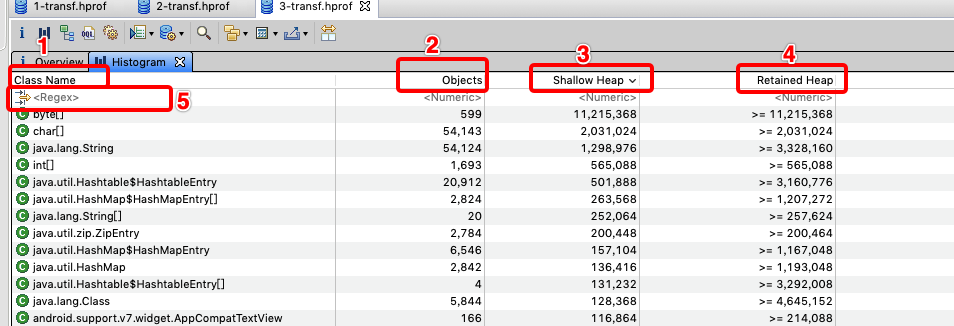 1-transf.hprof 2-transf.hprof 3-transf.hprof
i
1 2 3 4
i Overview Histogram
Class Name Objects Shallow Heap Retained Heap
<Regex> 5 <Numeric> <Numeric> <Numeric>
byte[] 599 11,215,368 >= 11,215,368
char[] 54,143 2,031,024 >= 2,031,024
java.lang.String 54,124 1,298,976 >= 3,328,160
int[] 1,693 565,088 >= 565,088
java.util.Hashtable$HashtableEntry 20,912 501,888 >= 3,160,776
java.util.HashMap$HashMapEntry[] 2,824 263,568 >= 1,207,272
java.lang.String[] 20 252,064 >= 257,624
java.util.zip.ZipEntry 2,784 200,448 >= 200,464
java.util.HashMap$HashMapEntry 6,546 157,104 >= 1,167,048
java.util.HashMap 2,842 136,416 >= 1,193,048
java.util.Hashtable$HashtableEntry[] 4 131,232 >= 3,292,008
java.lang.Class 5,844 128,368 >= 4,645,152
android.support.v7.widget.AppCompatTextView 166 116,864 >= 214,088